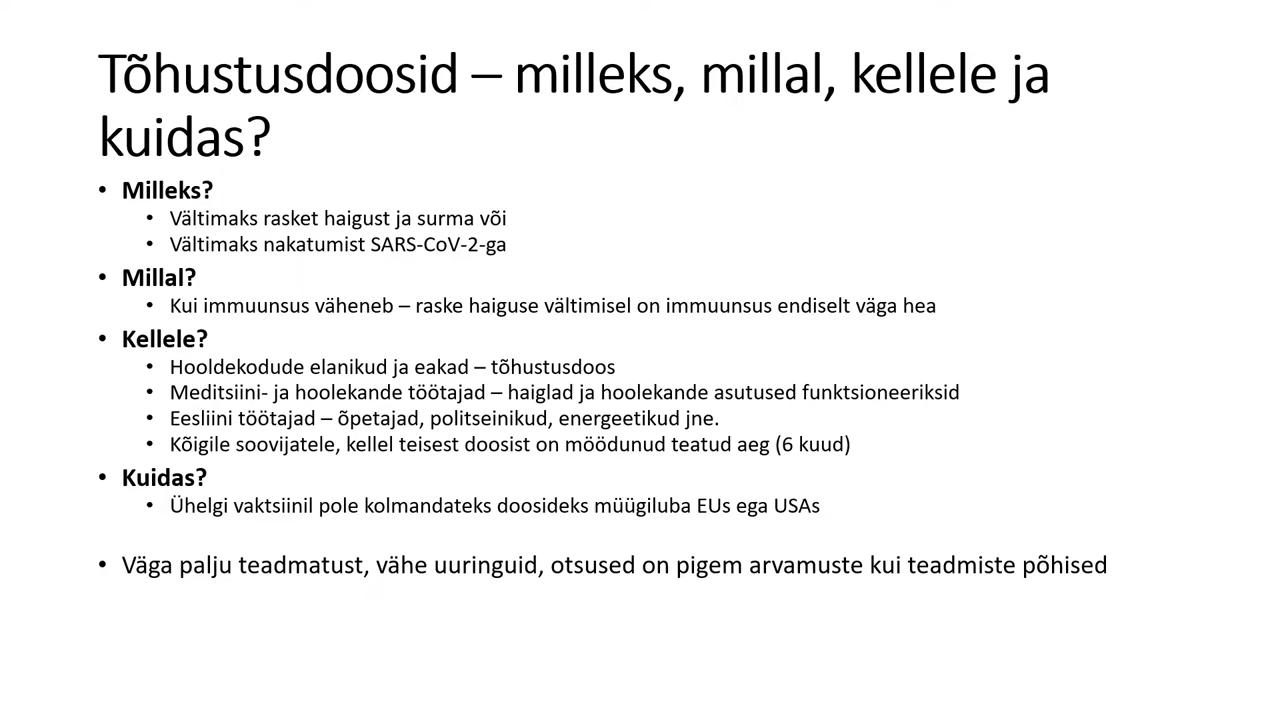 Tõhustusdoosid – milleks, millal, kellele ja
kuidas?
• Milleks?
• Vältimaks rasket haigust ja surma või
• Vältimaks nakatumist SARS-CoV-2-ga
• Millal?
• Kui immuunsus väheneb – raske haiguse vältimisel on immuunsus endiselt väga hea
• Kellele?
• Hooldekodude elanikud ja eakad – tõhustusdoos
• Meditsiini- ja hoolekande töötajad – haiglad ja hoolekande asutused funktsioneeriksid
• Eesliini töötajad – õpetajad, politseinikud, energeetikud jne.
• Kõigile soovijatele, kellel teisest doosist on möödunud teatud aeg (6 kuud)
• Kuidas?
• Ühelgi vaktsiinil pole kolmandateks doosideks müügiluba EUs ega USAs
• Väga palju teadmatust, vähe uuringuid, otsused on pigem arvamuste kui teadmiste põhised